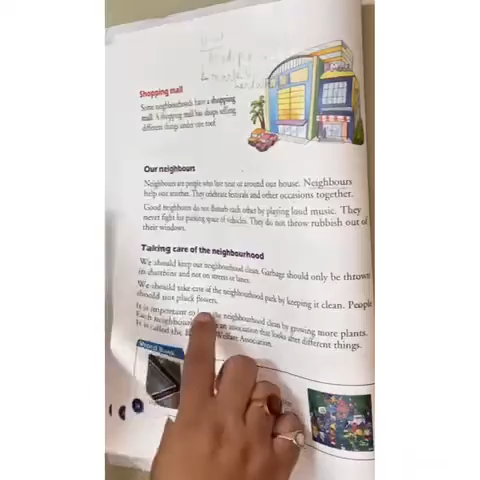 Shopping mall
Some neighbourhoods have a shopping
mall. A shopping mall has shops selling
different things under one roof.
Our neighbours
Neighbours are people who live near or around our house. Neighbours
help one another. They celebrate festivals and other occasions together.
Good neighbours do not disturb each other by playing loud music. They
never fight for parking space of vehicles. They do not throw rubbish out of
their windows.
Taking care of the neighbourhood
We should keep our neighbourhood clean. Garbage should only be thrown
in dustbins and not on streets or lanes.
We should take care of the neighbourhood park by keeping it clean. People
should not pluck flowers.
It is important to the neighbourhood clean by growing more plants.
Each neighbourhood an association that looks after different things.
It is called the Welfare Association.
Word Bank